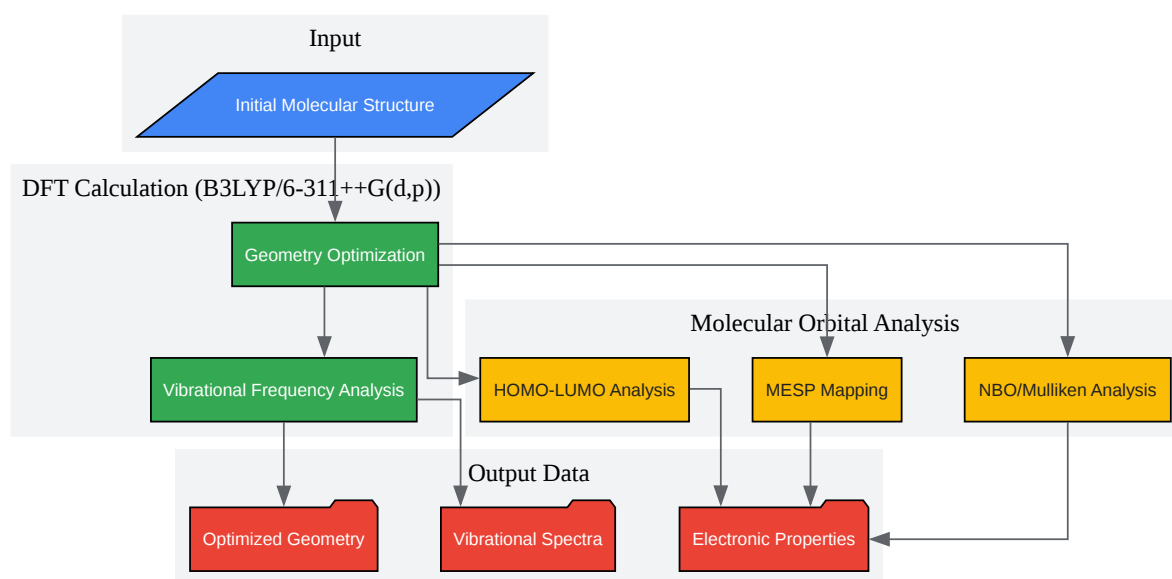 Input
Initial Molecular Structure
DFT Calculation (B3LYP/6-311++G(d,p))
Geometry Optimization
Molecular Orbital Analysis
Vibrational Frequency Analysis
HOMO-LUMO Analysis
MESP Mapping
NBO/Mulliken Analysis
Output Data
Optimized Geometry
Vibrational Spectra
Electronic Properties